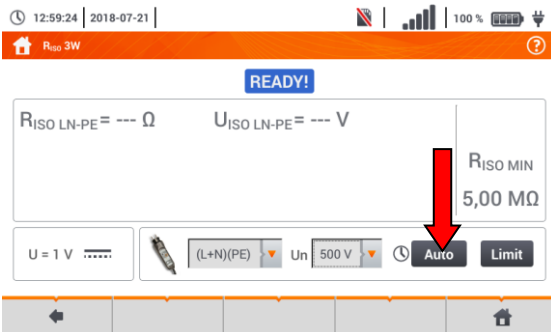 12:59:24 2018-07-21 100 %
RISO 3W ?
READY!
RISO LN-PE= --- Ω UISO LN-PE= --- V
RISO MIN
5,00 MΩ
U = 1 V (L+N)(PE) Un 500 V Auto Limit